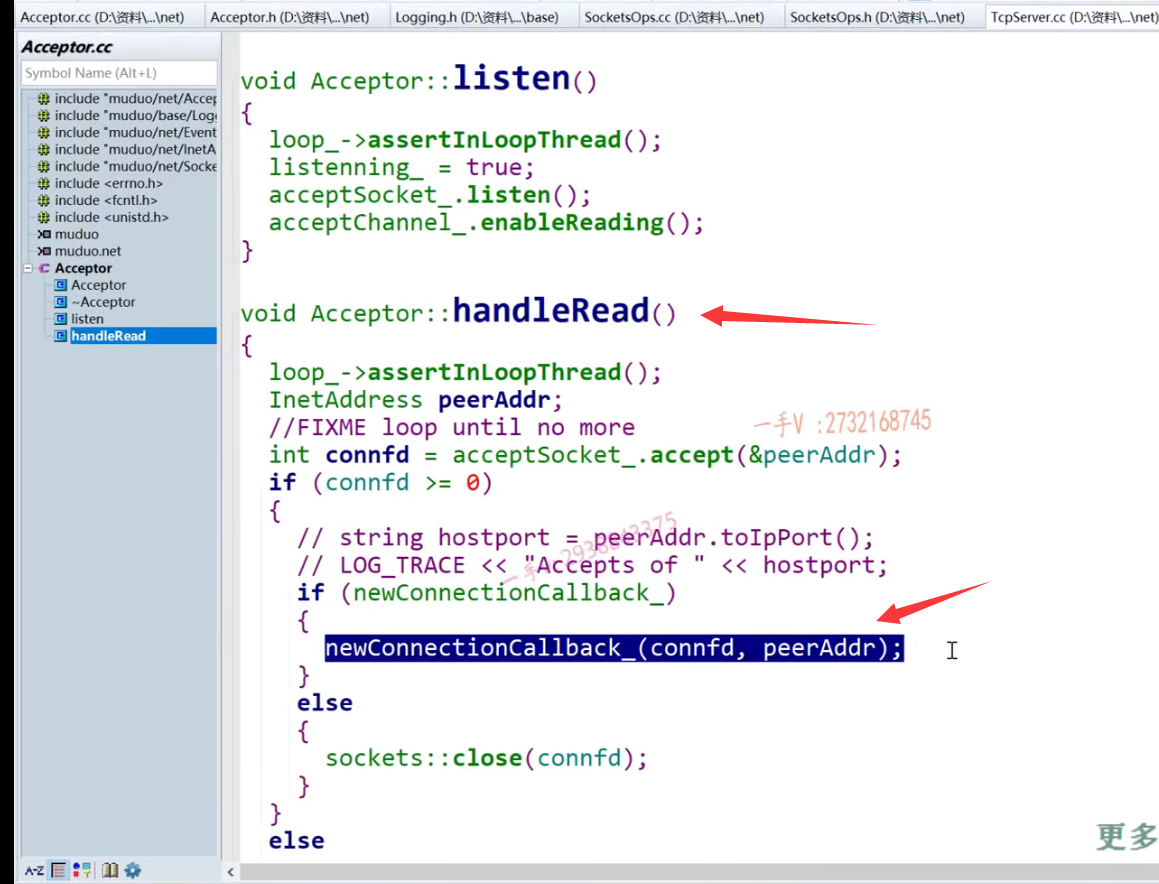 Acceptor.cc (D:\资料\...\net) Acceptor.h (D:\资料\...\net) Logging.h (D:\资料\...\base) SocketsOps.cc (D:\资料\...\net) SocketsOps.h (D:\资料\...\net) TcpServer.cc (D:\资料\...\net)
Acceptor.cc
Symbol Name (Alt+L)
include "muduo/net/Accep
include "muduo/base/Logg
include "muduo/net/Event
include "muduo/net/InetA
include "muduo/net/Socke
include <errno.h>
include <fcntl.h>
include <unistd.h>
muduo
muduo.net
Acceptor
Acceptor
~Acceptor
listen
handleRead
A-Z
void Acceptor::listen()
{
loop_->assertInLoopThread();
listenning_ = true;
acceptSocket_.listen();
acceptChannel_.enableReading();
}
void Acceptor::handleRead()
{
loop_->assertInLoopThread();
InetAddress peerAddr;
//FIXME loop until no more
一手V :2732168745
int connfd = acceptSocket_.accept(&peerAddr);
if (connfd >= 0)
{
// string hostport = peerAddr.toIpPort();
// LOG_TRACE << "Accepts of " << hostport;
if (newConnectionCallback_)
{
newConnectionCallback_(connfd, peerAddr);
}
else
{
sockets::close(connfd);
}
}
else
更多